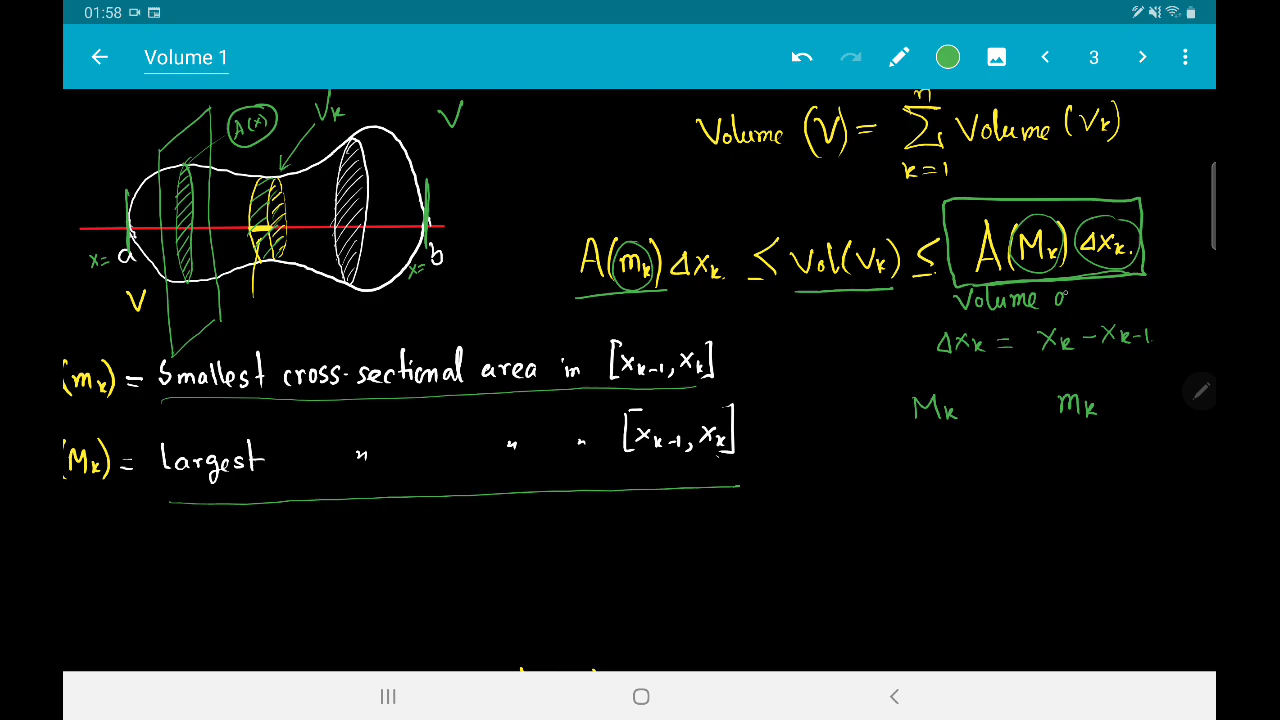 01:58
Volume 1
3
A(x)
Vk
V
x= a
x= b
V
Volume (V) = n ∑ k=1 Volume (Vk)
A(mk) Δxk ≤ Vol(Vk) ≤ A(Mk) Δxk.
Volume o
Δxk = xk - xk-1.
Mk mk
(mk) = Smallest cross-sectional area in [xk-1, xk]
(Mk) = largest " " " [xk-1, xk]